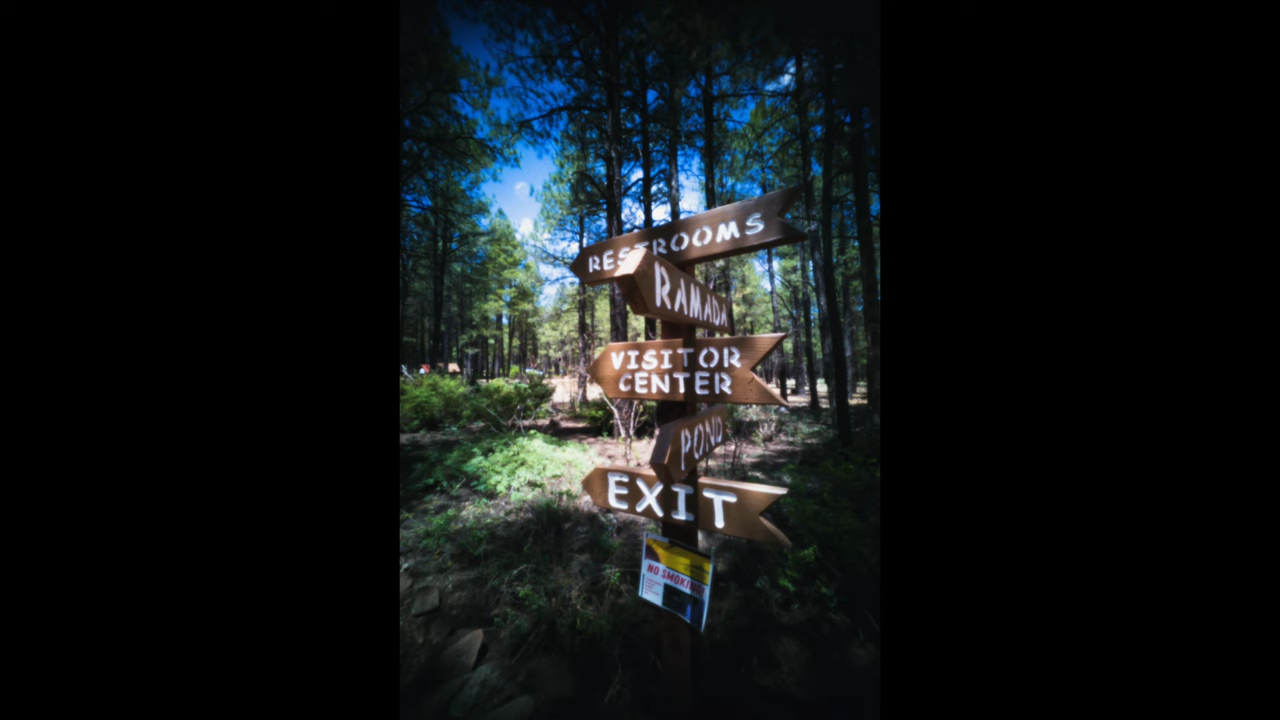 RESTROOMS
RAMADA
VISITOR
CENTER
POND
EXIT
NO SMOKING